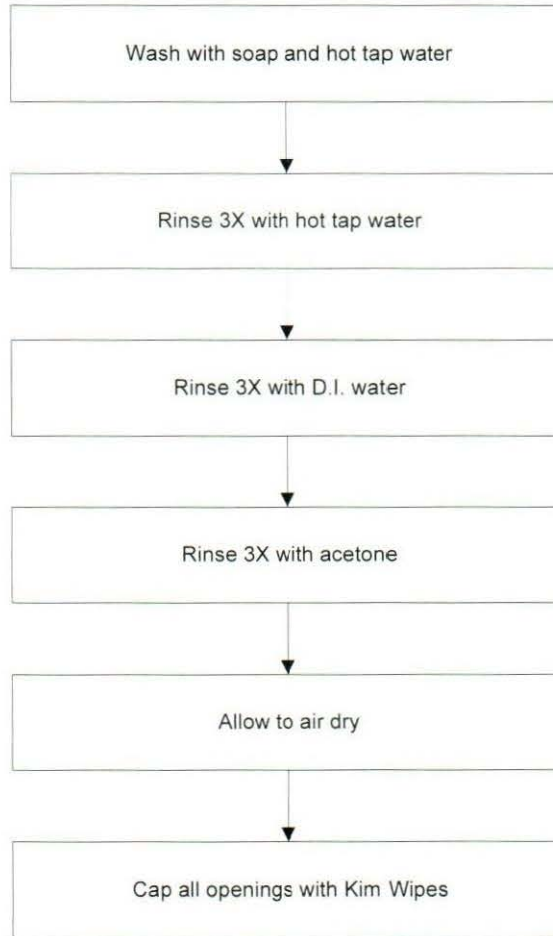 Wash with soap and hot tap water
Rinse 3X with hot tap water
Rinse 3X with D.I. water
Rinse 3X with acetone
Allow to air dry
Cap all openings with Kim Wipes